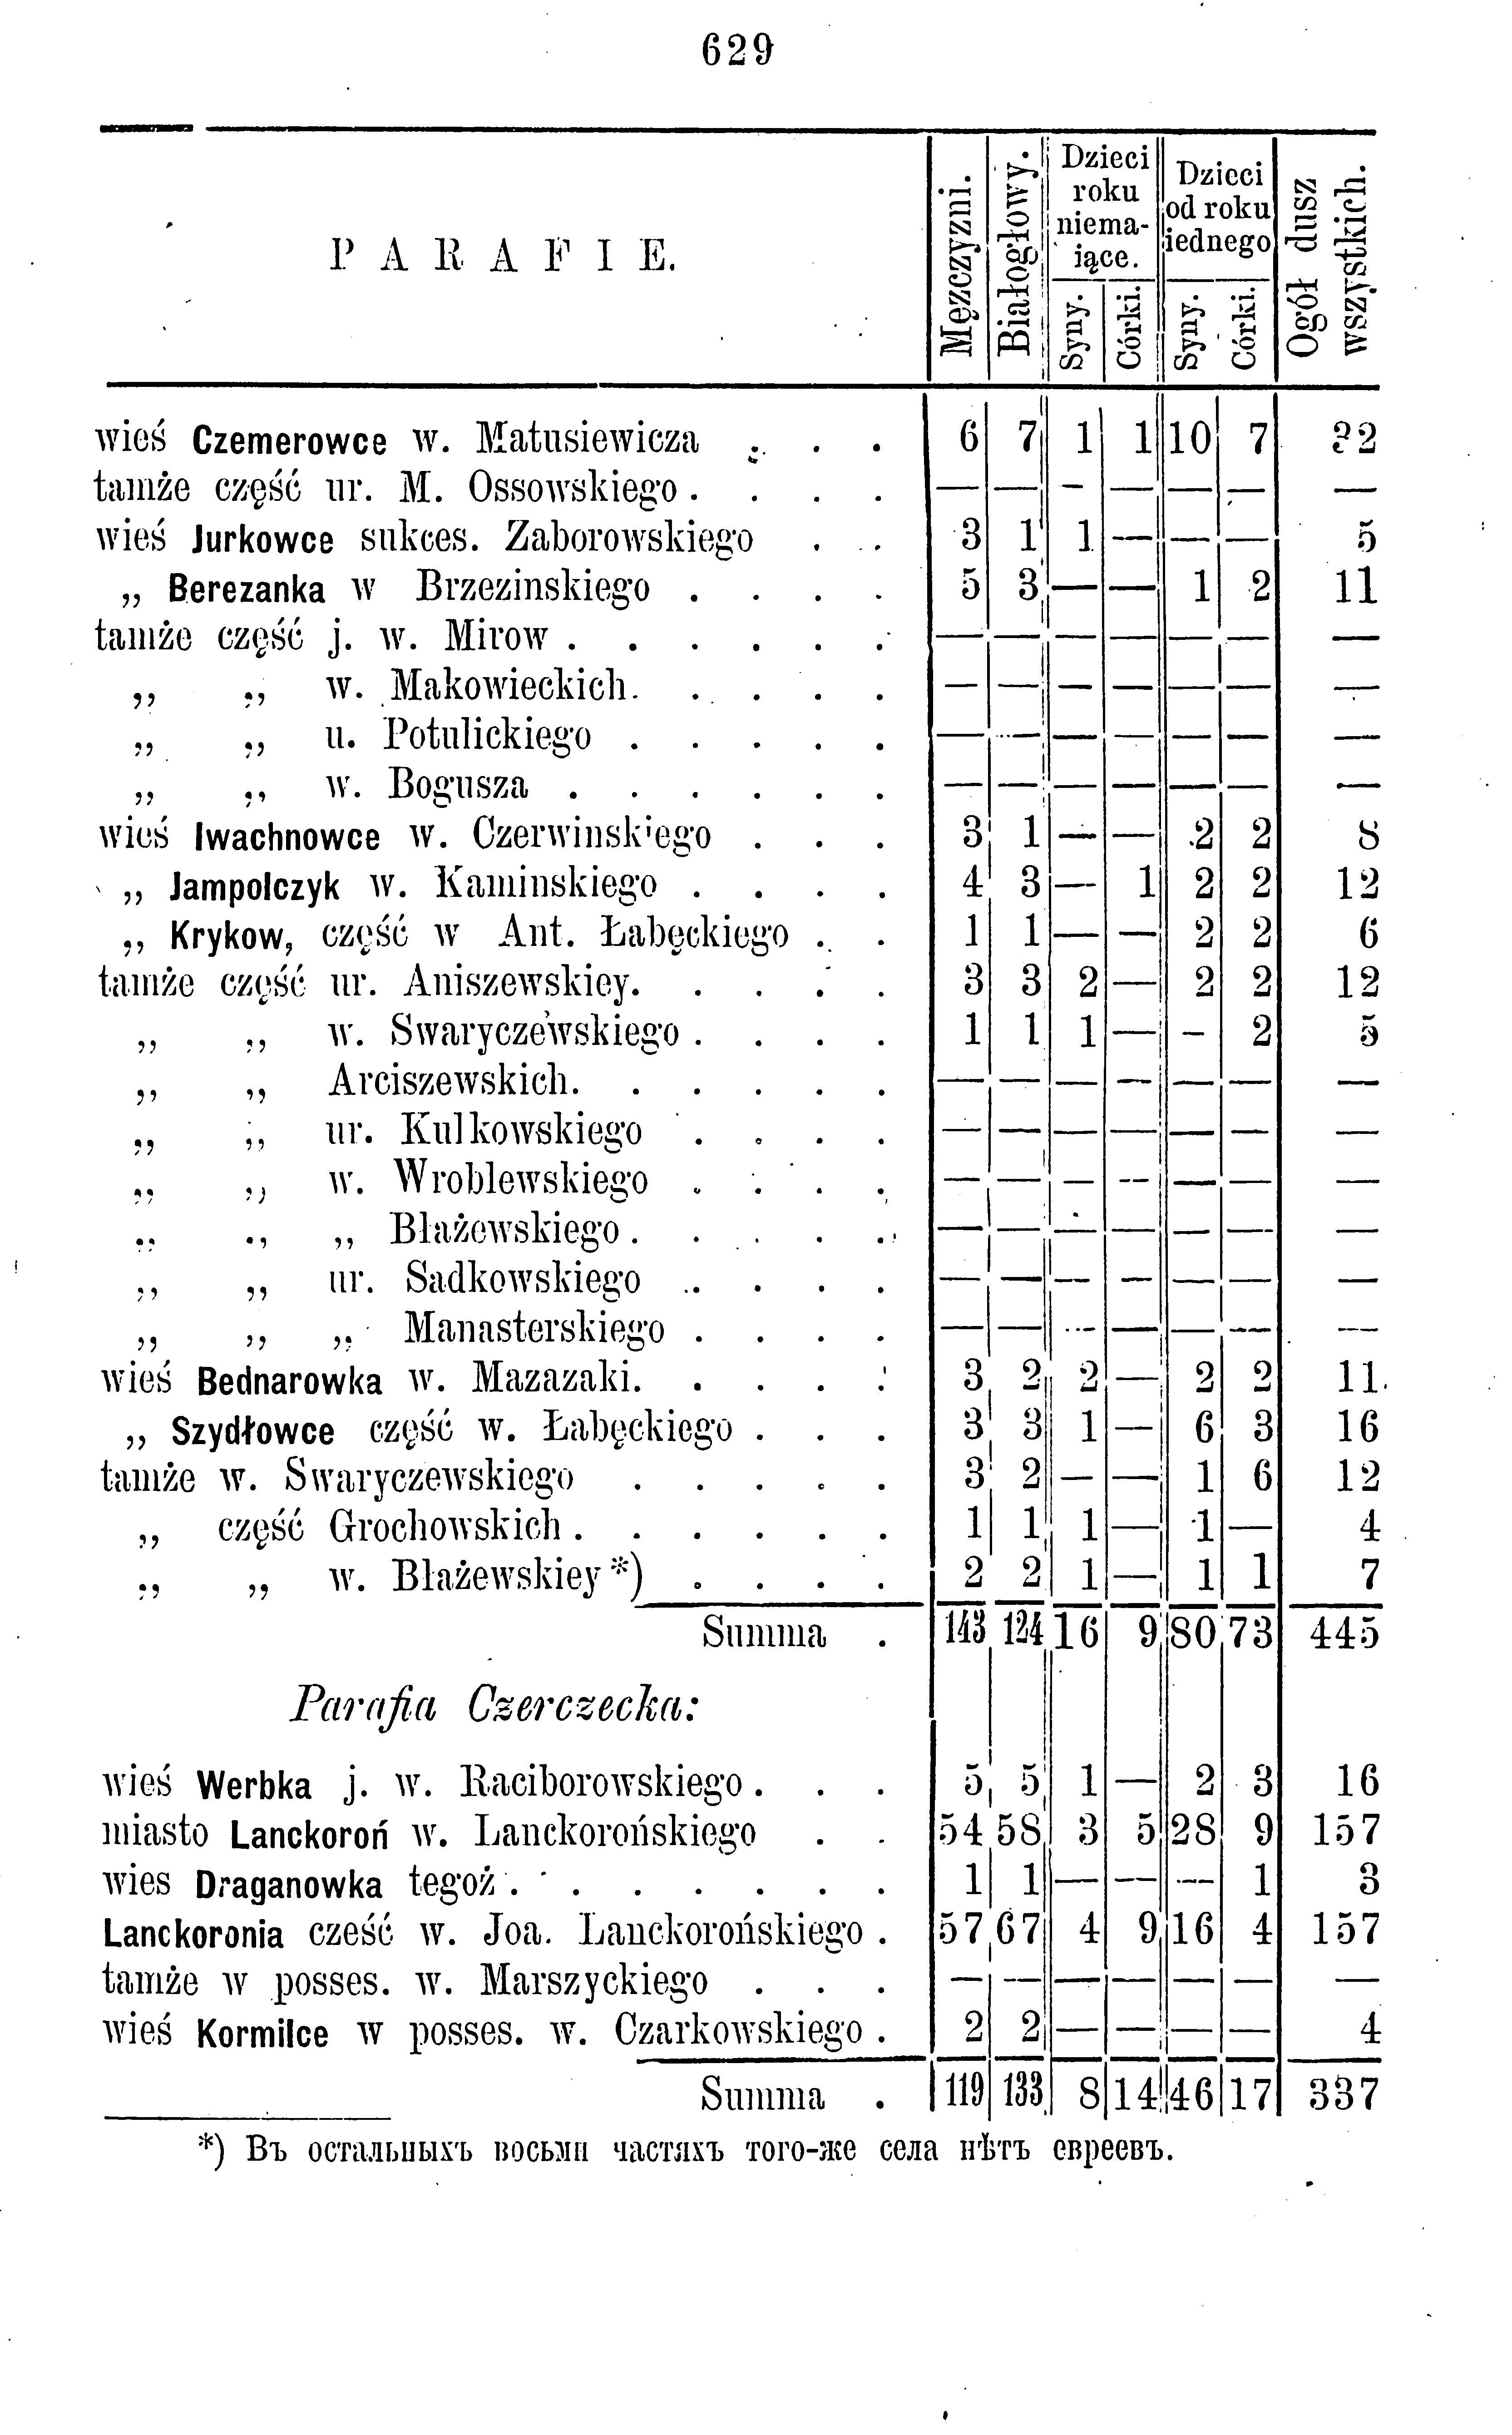 629
PARAFIE. Męzczyzni. Białogłowy. Dzieci roku niemaiące. Syny. Córki. Dzieci od roku iednego Syny. Córki. Ogół dusz wszystkich.
wieś Czemerowce w. Matusiewicza . . . 6 7 1 1 10 7 32
tamże część ur. M. Ossowskiego . . . . — — — — — — —
wieś Jurkowce sukces. Zaborowskiego . . 3 1 1 — — — 5
„ Berezanka w Brzezinskiego . . . . 5 3 — — 1 2 11
tamże część j. w. Mirow . . . . . . — — — — — — —
„ „ w. Makowieckich. . . . . — — — — — — —
„ „ u. Potulickiego . . . . . — — — — — — —
„ „ w. Bogusza . . . . . . — — — — — — —
wieś Iwachnowce w. Czerwinskiego . . . 3 1 — — 2 2 8
„ Jampolczyk w. Kaminskiego . . . . 4 3 — 1 2 2 12
„ Krykow, część w Ant. Łabęckiego . . 1 1 — — 2 2 6
tamże część ur. Aniszewskiey. . . . . 3 3 2 — 2 2 12
„ „ w. Swaryczewskiego . . . . 1 1 1 — — 2 5
„ „ Arciszewskich. . . . . . — — — — — — —
„ „ ur. Kulkowskiego . . . . — — — — — — —
„ „ w. Wroblewskiego . . . . — — — — — — —
„ „ „ Błażewskiego . . . . . — — — — — — —
„ „ ur. Sadkowskiego . . . . — — — — — — —
„ „ „ Manasterskiego . . . . — — — — — — —
wieś Bednarowka w. Mazazaki. . . . . 3 2 2 — 2 2 11
„ Szydłowce część w. Łabęckiego . . . 3 3 1 — 6 3 16
tamże w. Swaryczewskiego . . . . . 3 2 — — 1 6 12
„ część Grochowskich . . . . . . 1 1 1 — 1 — 4
„ „ w. Błażewskiey *) . . . . 2 2 1 — 1 1 7
Summa . 143 124 16 9 80 73 445
Parafia Czerczecka:
wieś Werbka j. w. Raciborowskiego . . . 5 5 1 — 2 3 16
miasto Lanckoroń w. Lanckorońskiego . . 54 58 3 5 28 9 157
wies Draganowka tegoż . . . . . . . 1 1 — — — 1 3
Lanckoronia cześć w. Joa. Lanckorońskiego . 57 67 4 9 16 4 157
tamże w posses. w. Marszyckiego . . . — — — — — — —
wieś Kormilce w posses. w. Czarkowskiego . 2 2 — — — — 4
Summa . 119 133 8 14 46 17 337
*) Въ остальныхъ восьми частяхъ того-же села нѣтъ евреевъ.